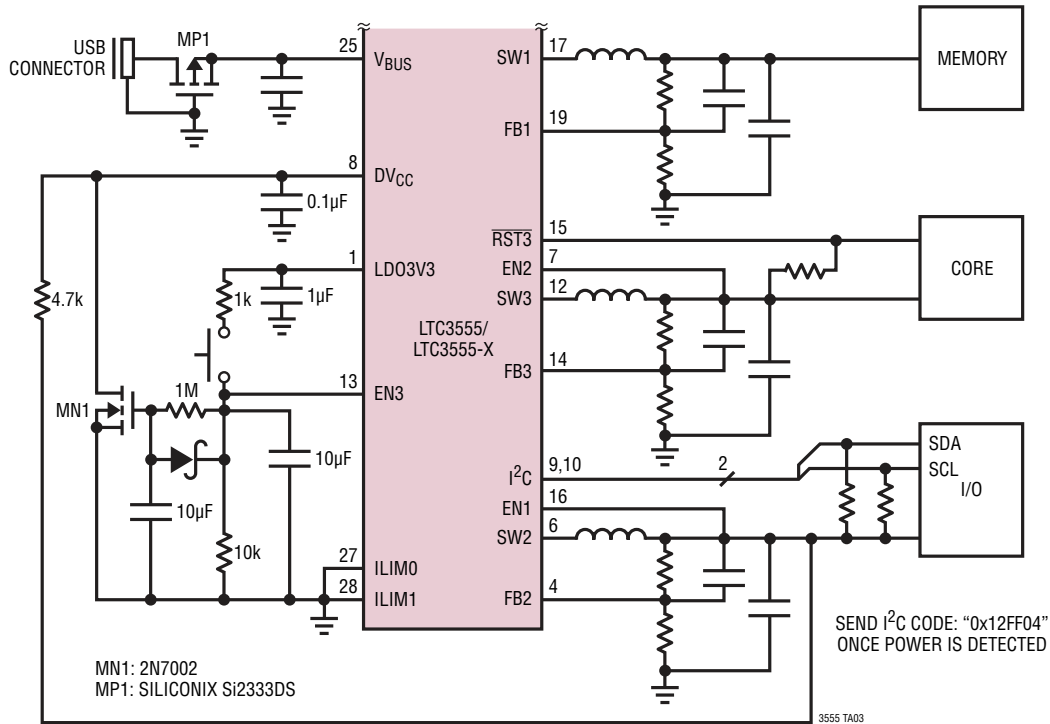 USB
CONNECTOR
MP1
25
VBUS
SW1
17
MEMORY
FB1
19
8
DVCC
0.1µF
RST3
15
1
LDO3V3
EN2
7
CORE
4.7k
1k
1µF
SW3
12
LTC3555/
LTC3555-X
FB3
14
13
EN3
1M
MN1
10µF
I2C
9,10
2
SDA
SCL
I/O
EN1
16
10µF
SW2
6
10k
27
ILIM0
28
ILIM1
FB2
4
SEND I2C CODE: “0x12FF04”
ONCE POWER IS DETECTED
MN1: 2N7002
MP1: SILICONIX Si2333DS
3555 TA03